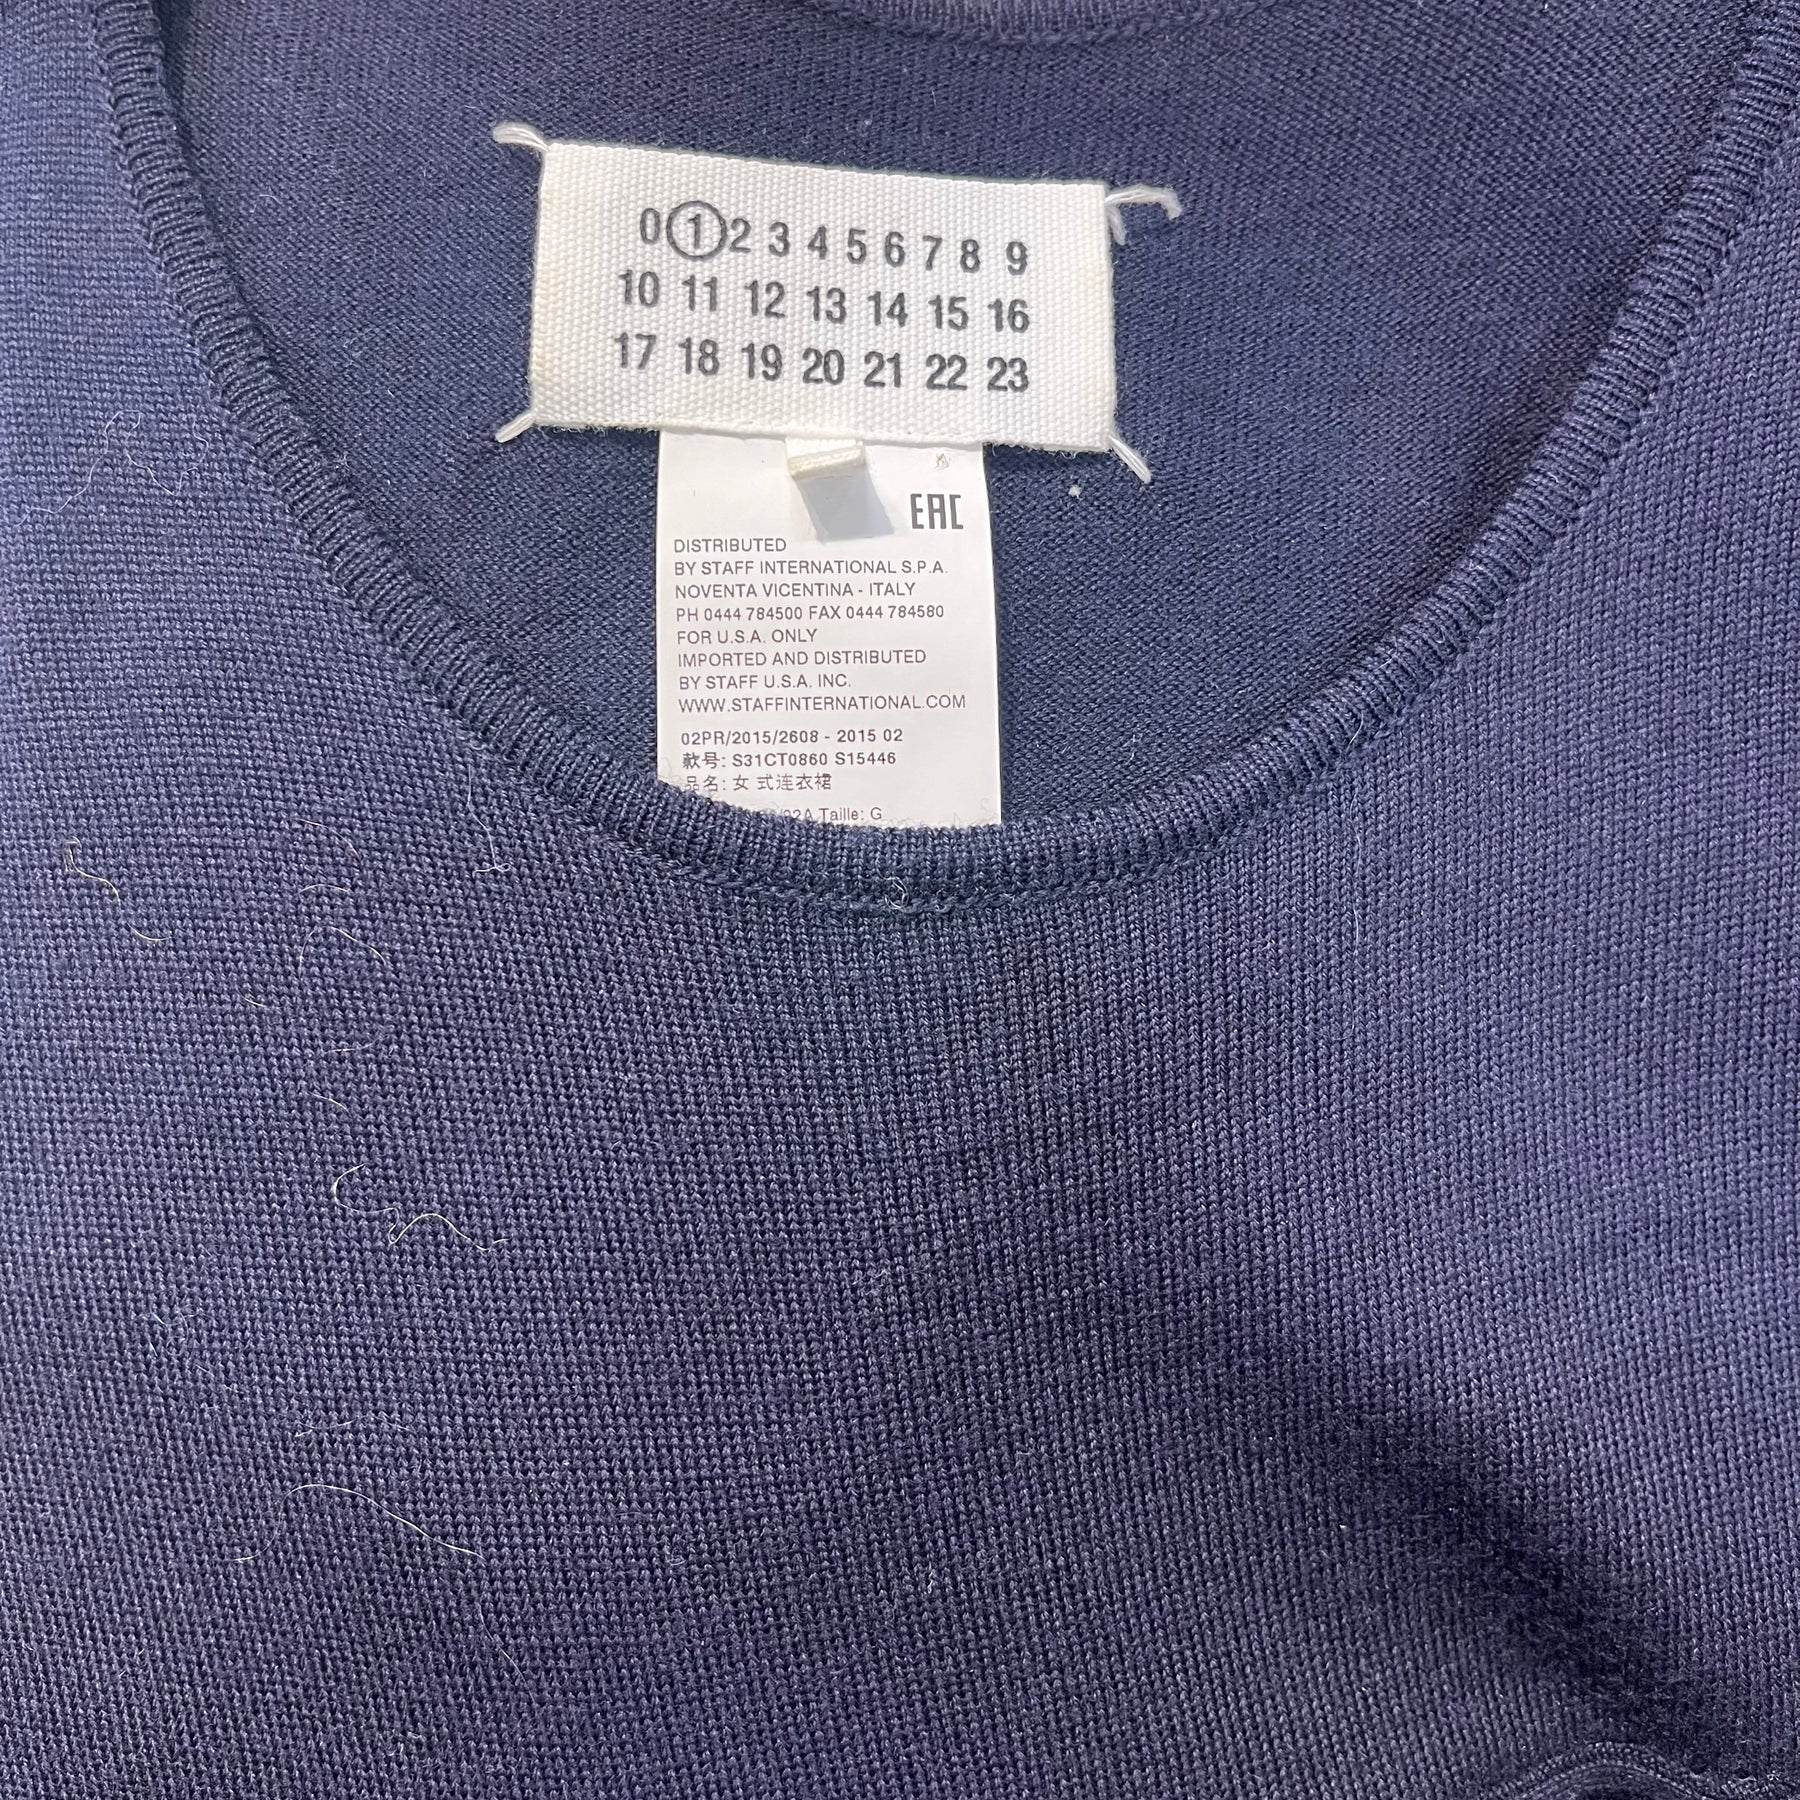 0 1 2 3 4 5 6 7 8 9
10 11 12 13 14 15 16
17 18 19 20 21 22 23
EAC
DISTRIBUTED
BY STAFF INTERNATIONAL S.P.A.
NOVENTA VICENTINA - ITALY
PH 0444 784500 FAX 0444 784580
FOR U.S.A. ONLY
IMPORTED AND DISTRIBUTED
BY STAFF U.S.A. INC.
WWW.STAFFINTERNATIONAL.COM
02PR/2015/2608 - 2015 02
款号: S31CT0860 S15446
品名: 女 式连衣裙
Taille: G